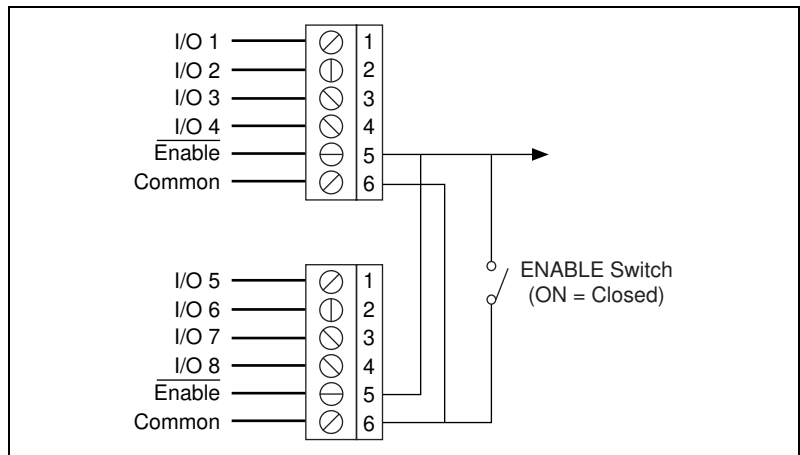 I/O 1 1
I/O 2 2
I/O 3 3
I/O 4 4
Enable 5
Common 6
I/O 5 1
I/O 6 2
I/O 7 3
I/O 8 4
Enable 5
Common 6
ENABLE Switch
(ON = Closed)